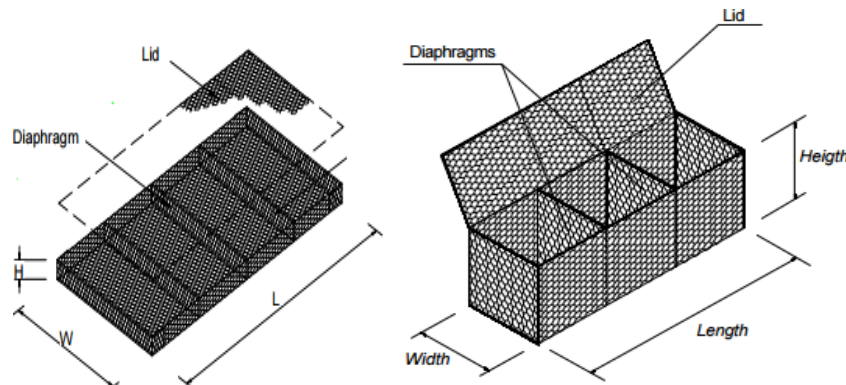 Lid
Diaphragm
H
W
L
Lid
Diaphragms
Heigth
Width
Length